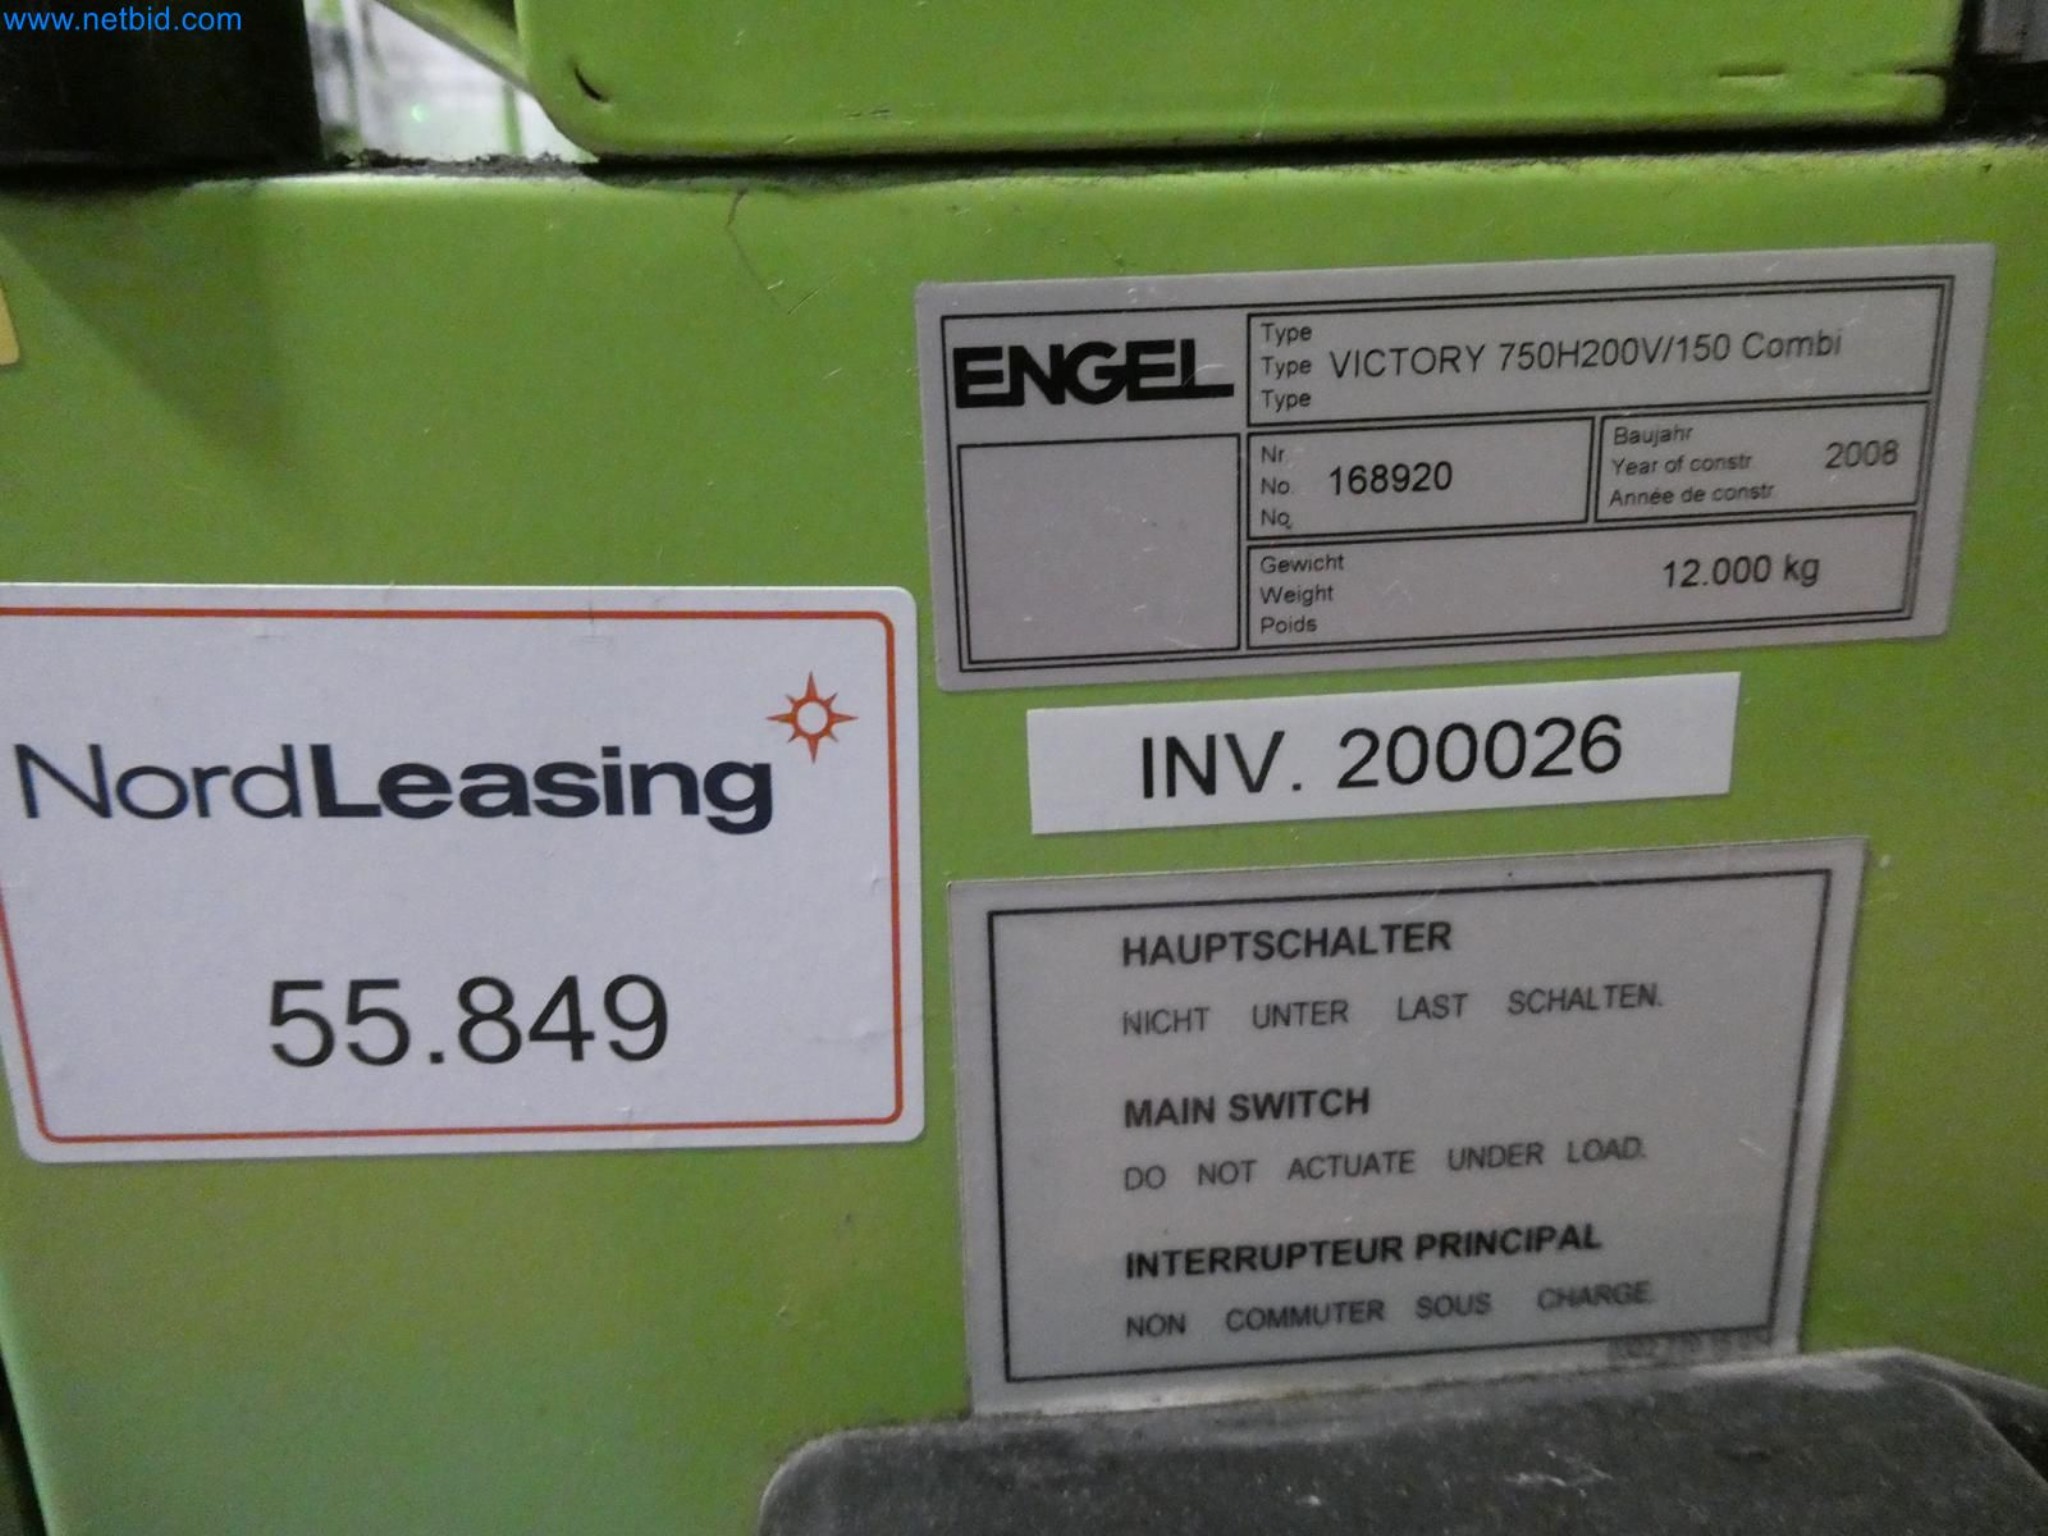 www.netbid.com
ENGEL
Type
Type VICTORY 750H200V/150 Combi
Type
Nr.
No. 168920
No.
Baujahr
Year of constr. 2008
Année de constr.
Gewicht
Weight 12.000 kg
Poids
NordLeasing
55.849
INV. 200026
HAUPTSCHALTER
NICHT UNTER LAST SCHALTEN.
MAIN SWITCH
DO NOT ACTUATE UNDER LOAD.
INTERRUPTEUR PRINCIPAL
NON COMMUTER SOUS CHARGE.